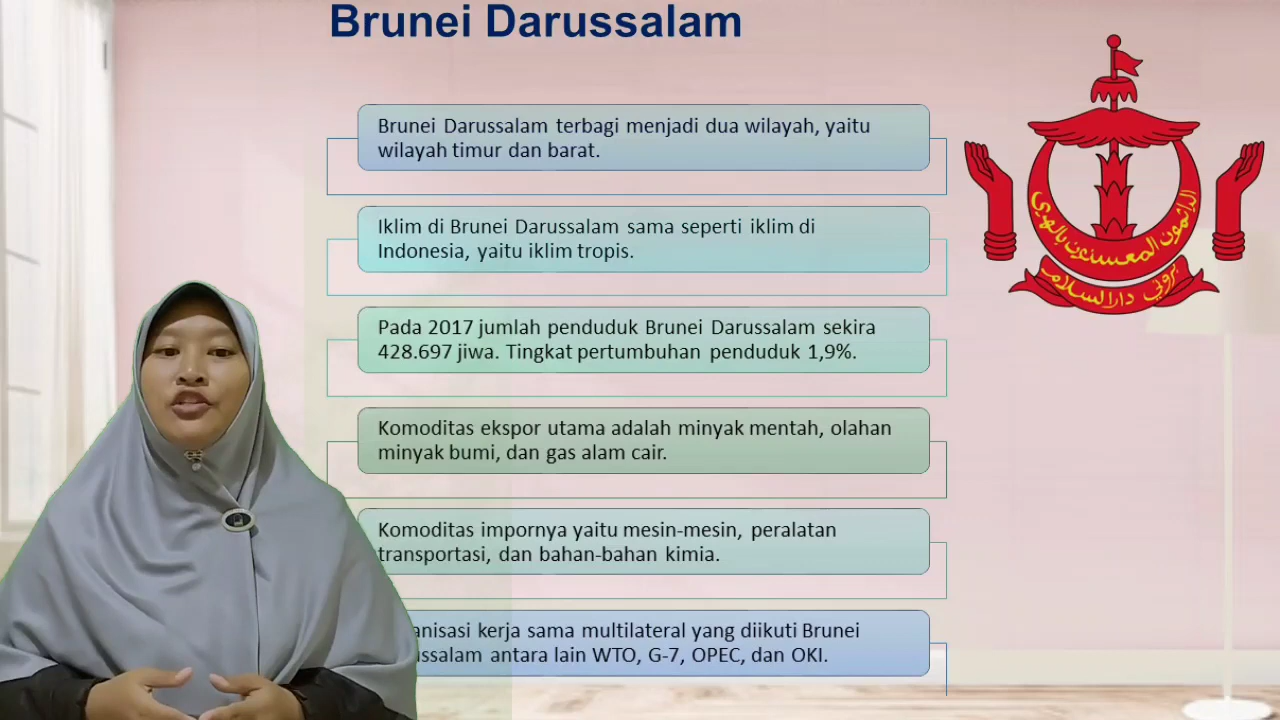 Brunei Darussalam
Brunei Darussalam terbagi menjadi dua wilayah, yaitu
wilayah timur dan barat.
Iklim di Brunei Darussalam sama seperti iklim di
Indonesia, yaitu iklim tropis.
Pada 2017 jumlah penduduk Brunei Darussalam sekira
428.697 jiwa. Tingkat pertumbuhan penduduk 1,9%.
Komoditas ekspor utama adalah minyak mentah, olahan
minyak bumi, dan gas alam cair.
Komoditas impornya yaitu mesin-mesin, peralatan
transportasi, dan bahan-bahan kimia.
kerja sama multilateral yang diikuti Brunei
antara lain WTO, G-7, OPEC, dan OKI.
بروني دارالسلام